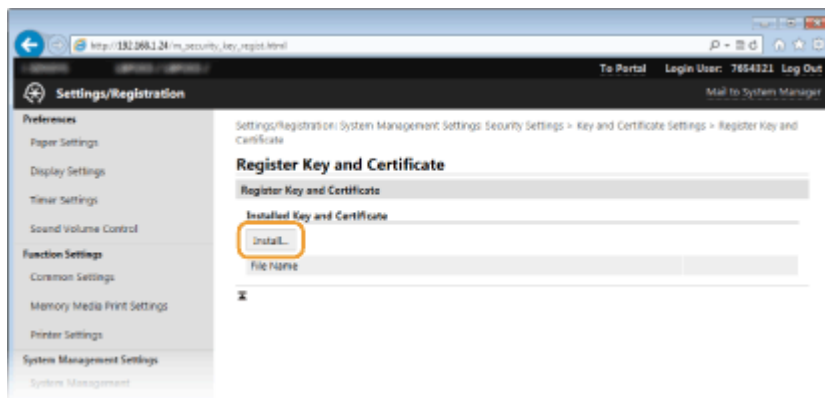 http://192.168.1.24/m_security_key_regist.html
To Portal Login User: 7654321 Log Out
Settings/Registration
Mail to System Manager
Preferences
Paper Settings
Display Settings
Timer Settings
Sound Volume Control
Function Settings
Common Settings
Memory Media Print Settings
Printer Settings
System Management Settings
System Management
Settings/Registration: System Management Settings: Security Settings > Key and Certificate Settings > Register Key and
Certificate
Register Key and Certificate
Register Key and Certificate
Installed Key and Certificate
Install...
File Name